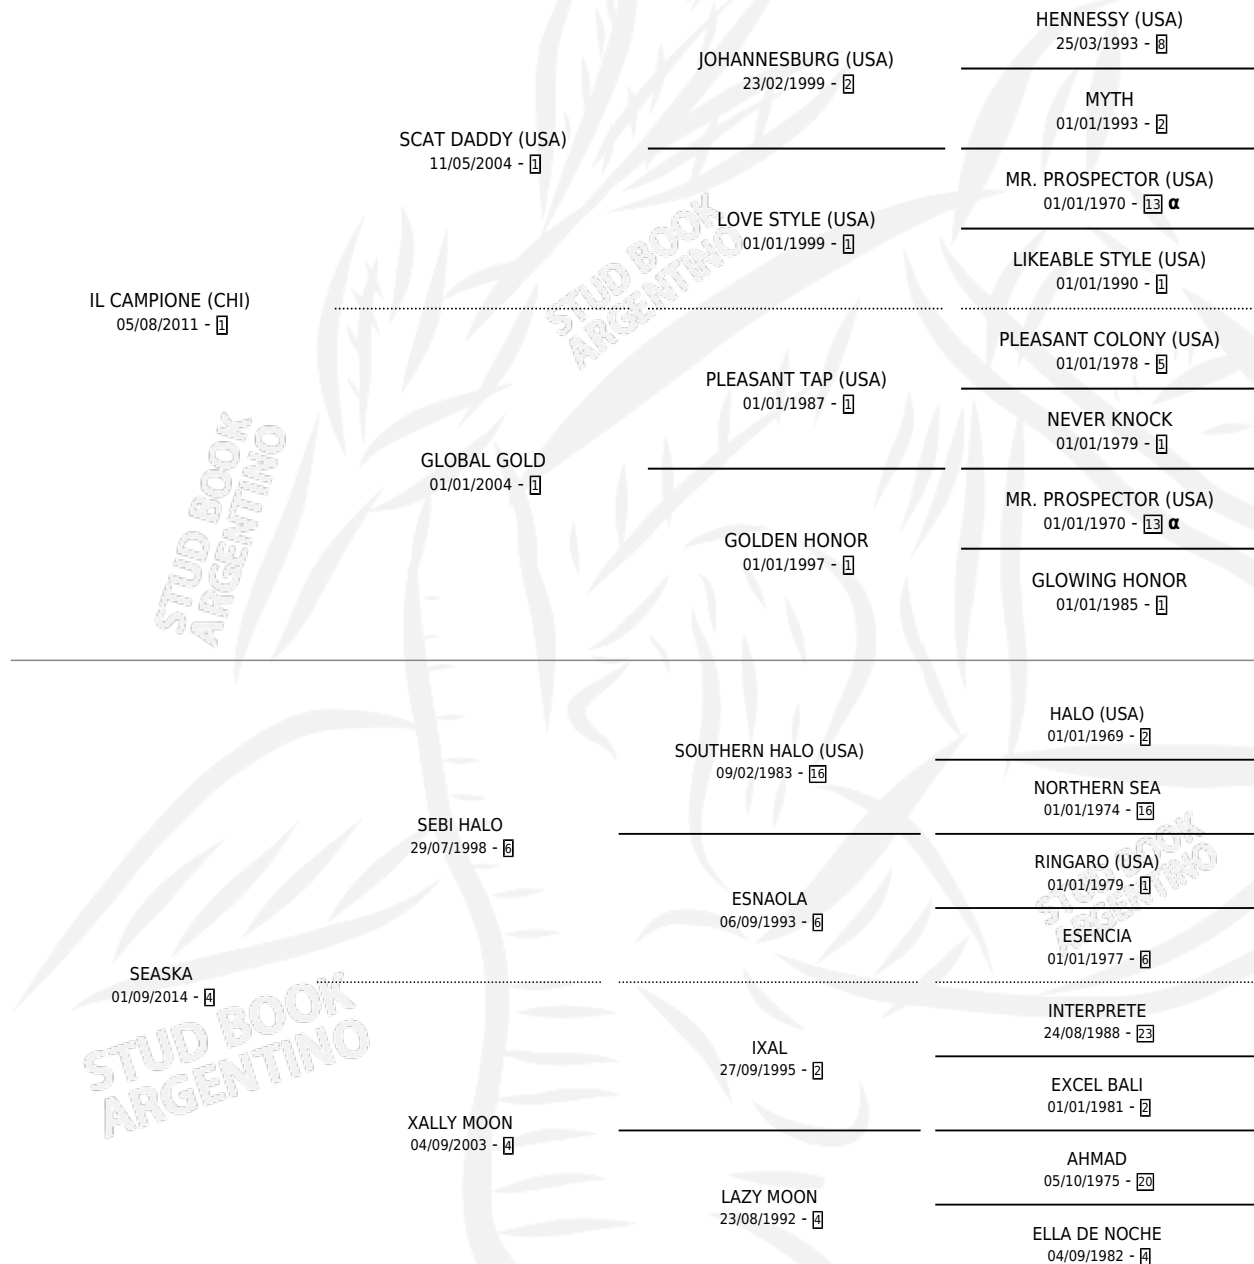 HENNESSY (USA)
25/03/1993 - 8
JOHANNESBURG (USA)
23/02/1999 - 2
MYTH
01/01/1993 - 2
SCAT DADDY (USA)
11/05/2004 - 1
MR. PROSPECTOR (USA)
01/01/1970 - 13 α
LOVE STYLE (USA)
01/01/1999 - 1
LIKEABLE STYLE (USA)
01/01/1990 - 1
IL CAMPIONE (CHI)
05/08/2011 - 1
PLEASANT COLONY (USA)
01/01/1978 - 5
PLEASANT TAP (USA)
01/01/1987 - 1
NEVER KNOCK
01/01/1979 - 1
GLOBAL GOLD
01/01/2004 - 1
MR. PROSPECTOR (USA)
01/01/1970 - 13 α
GOLDEN HONOR
01/01/1997 - 1
GLOWING HONOR
01/01/1985 - 1
HALO (USA)
01/01/1969 - 2
SOUTHERN HALO (USA)
09/02/1983 - 16
NORTHERN SEA
01/01/1974 - 16
SEBI HALO
29/07/1998 - 6
RINGARO (USA)
01/01/1979 - 1
ESNAOLA
06/09/1993 - 6
ESENCIA
01/01/1977 - 6
SEASKA
01/09/2014 - 4
INTERPRETE
24/08/1988 - 23
IXAL
27/09/1995 - 2
EXCEL BALI
01/01/1981 - 2
XALLY MOON
04/09/2003 - 4
AHMAD
05/10/1975 - 20
LAZY MOON
23/08/1992 - 4
ELLA DE NOCHE
04/09/1982 - 4
STUD BOOK
ARGENTINO
STUD BOOK
ARGENTINO
STUD BOOK
ARGENTINO
STUD BOOK
ARGENTINO